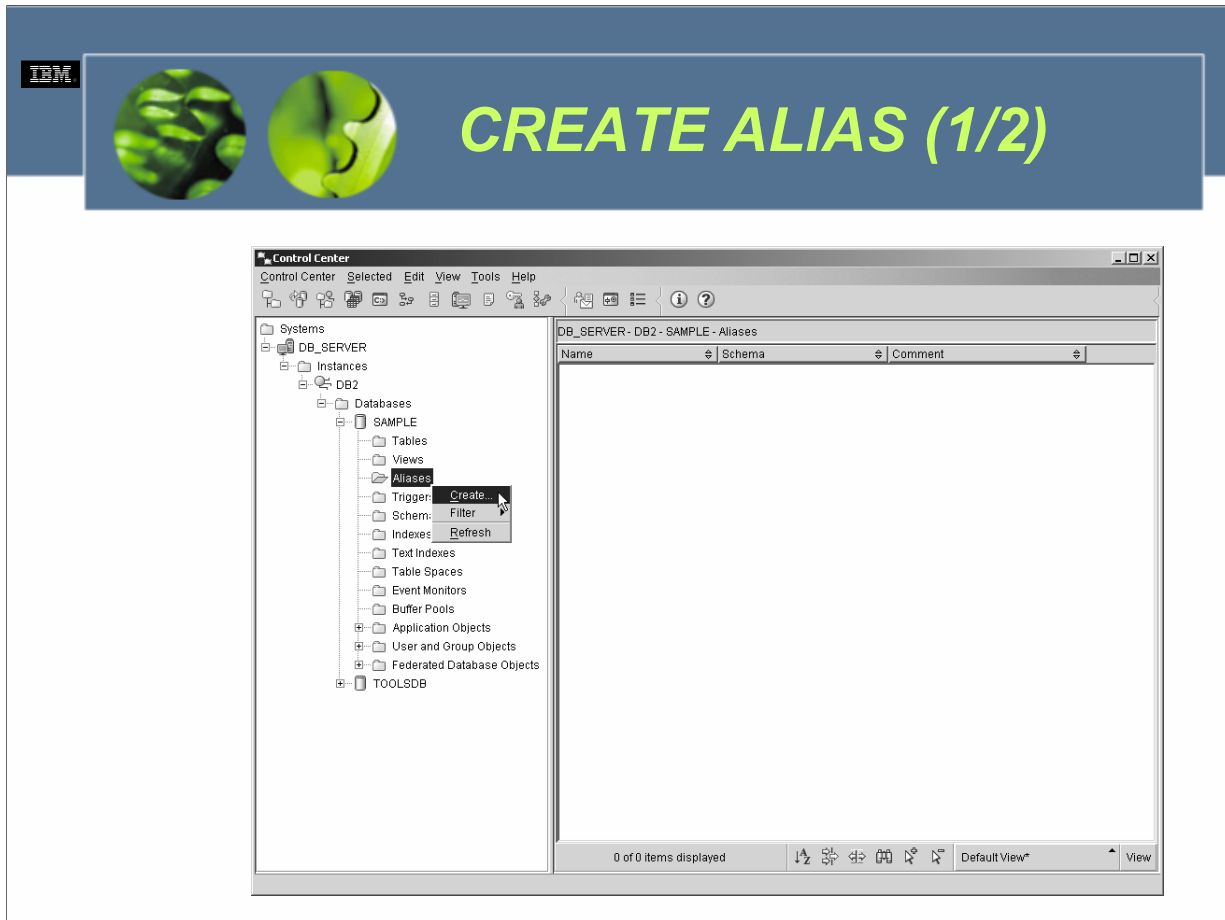 IBM.
CREATE ALIAS (1/2)
Control Center
Control Center Selected Edit View Tools Help
Systems
DB_SERVER
Instances
DB2
Databases
SAMPLE
Tables
Views
Aliases
Trigger
Schem
Indexes
Text Indexes
Table Spaces
Event Monitors
Buffer Pools
Application Objects
User and Group Objects
Federated Database Objects
TOOLSDB
Create...
Filter
Refresh
DB_SERVER - DB2 - SAMPLE - Aliases
Name Schema Comment
0 of 0 items displayed
Default View*
View